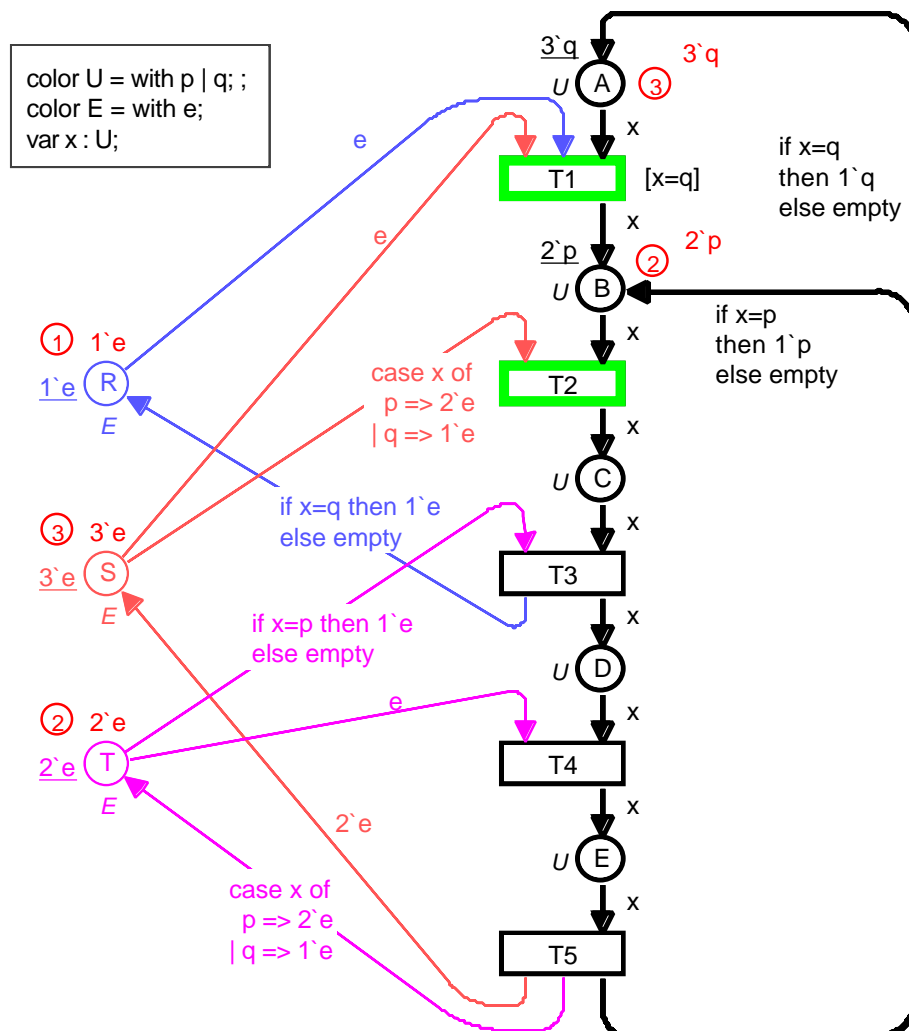 color U = with p | q; ;
color E = with e;
var x : U;
3`q
3`q
U
A
3
x
e
if x=q
then 1`q
else empty
T1
[x=q]
e
x
2`p
2`p
2
U
B
if x=p
then 1`p
else empty
x
1
1`e
1`e
R
E
case x of
p => 2`e
| q => 1`e
T2
x
U
C
if x=q then 1`e
else empty
x
3
3`e
3`e
S
E
T3
if x=p then 1`e
else empty
x
U
D
2
2`e
2`e
T
E
e
x
T4
x
2`e
U
E
case x of
p => 2`e
| q => 1`e
x
T5